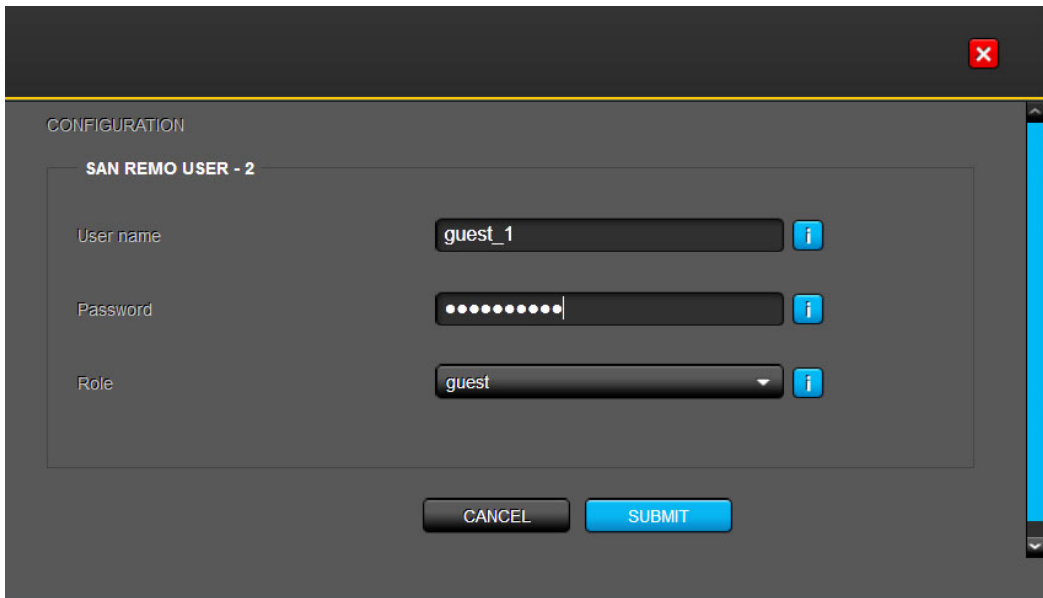 CONFIGURATION
SAN REMO USER - 2
User name
guest_1
i
Password
••••••••••
i
Role
guest
i
CANCEL
SUBMIT